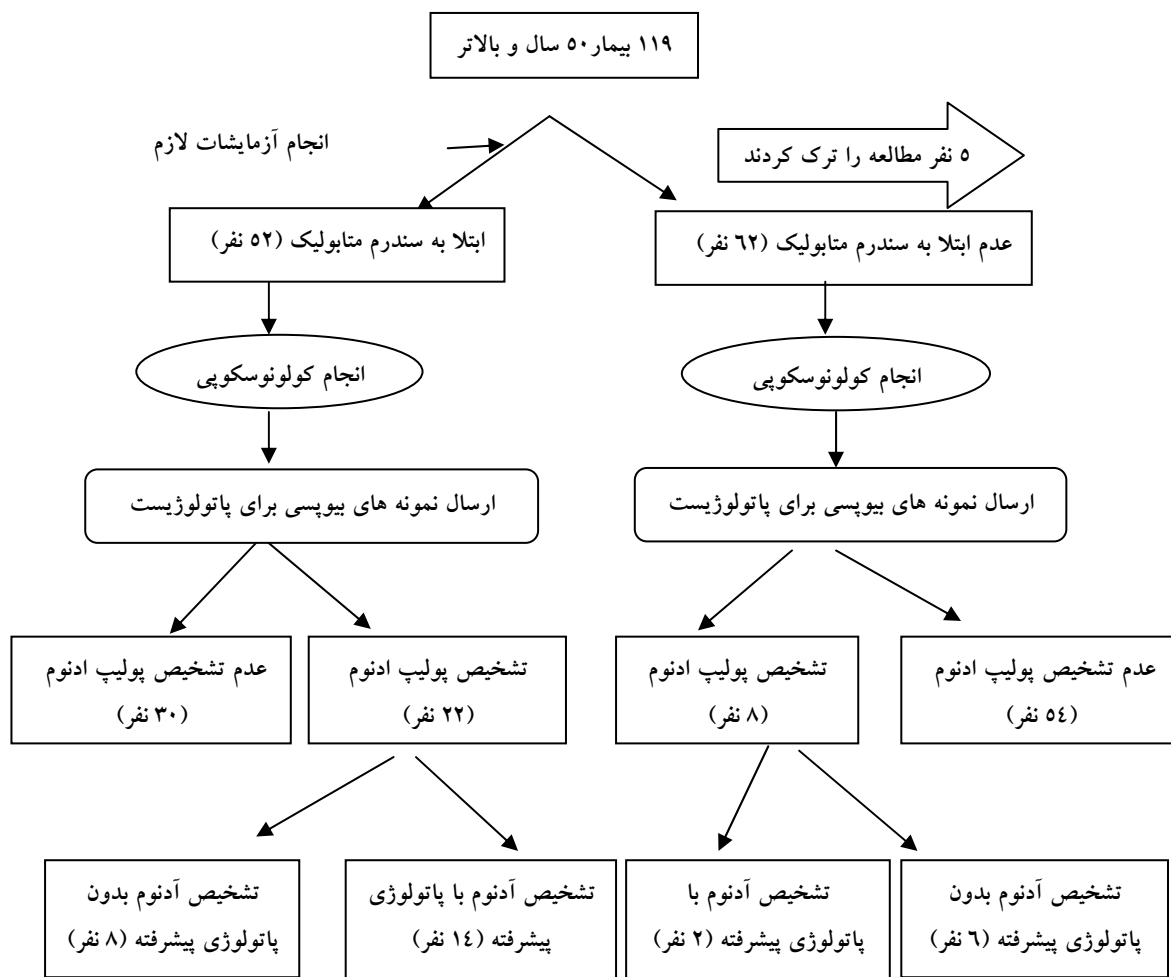 ۱۱۹ بیمار۵۰ سال و بالاتر
انجام آزمایشات لازم
۵ نفر مطالعه را ترک کردند
عدم ابتلا به سندرم متابولیک (۶۲ نفر)
ابتلا به سندرم متابولیک (۵۲ نفر)
انجام کولونوسکوپی
انجام کولونوسکوپی
ارسال نمونه های بیوپسی برای پاتولوژیست
ارسال نمونه های بیوپسی برای پاتولوژیست
عدم تشخیص پولیپ ادنوم
(۵۴ نفر)
تشخیص پولیپ ادنوم
(۸ نفر)
تشخیص پولیپ ادنوم
(۲۲ نفر)
عدم تشخیص پولیپ ادنوم
(۳۰ نفر)
تشخیص آدنوم بدون
پاتولوژی پیشرفته (۶ نفر)
تشخیص آدنوم با
پاتولوژی پیشرفته (۲ نفر)
تشخیص آدنوم با پاتولوژی
پیشرفته (۱۴ نفر)
تشخیص آدنوم بدون
پاتولوژی پیشرفته (۸ نفر)